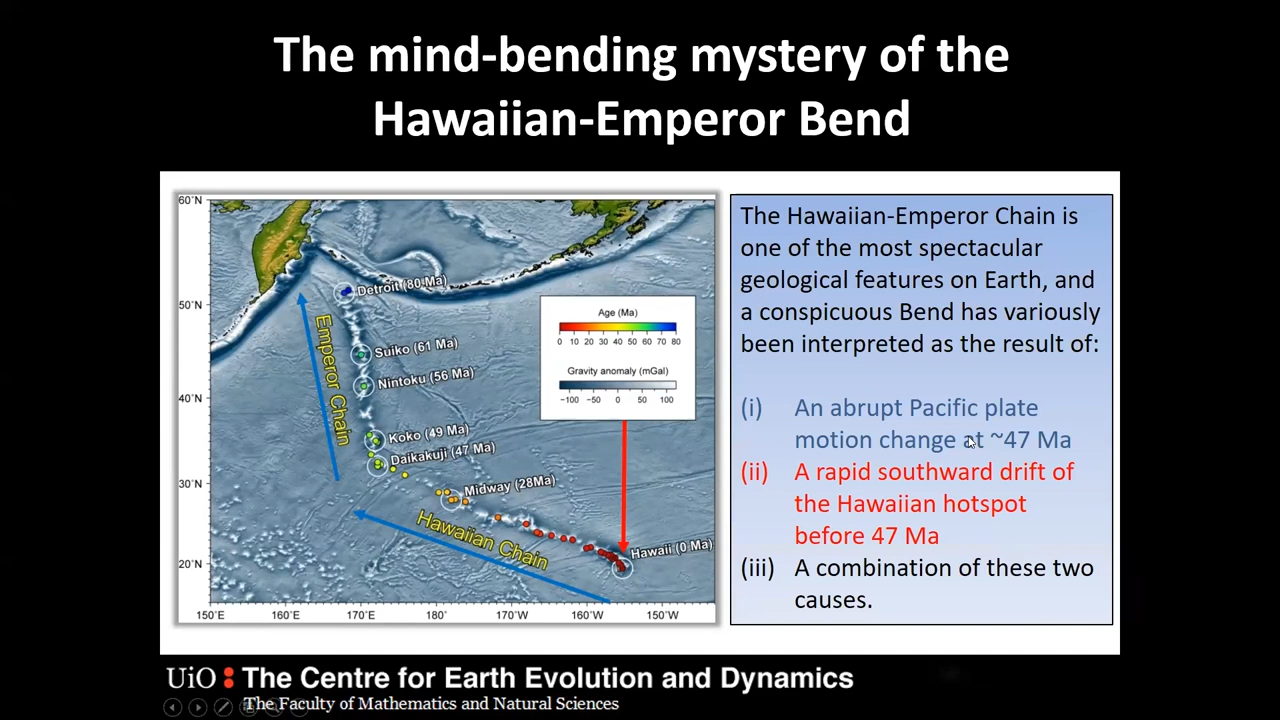 The mind-bending mystery of the
Hawaiian-Emperor Bend
60°N
50°N
40°N
30°N
20°N
150°E
160°E
170°E
180°
170°W
160°W
150°W
Detroit (80 Ma)
Suiko (61 Ma)
Nintoku (56 Ma)
Koko (49 Ma)
Daikakuji (47 Ma)
Midway (28Ma)
Hawaii (0 Ma)
Emperor Chain
Hawaiian Chain
Age (Ma)
0 10 20 30 40 50 60 70 80
Gravity anomaly (mGal)
−100 −50 0 50 100
The Hawaiian-Emperor Chain is
one of the most spectacular
geological features on Earth, and
a conspicuous Bend has variously
been interpreted as the result of:
(i) An abrupt Pacific plate
motion change at ~47 Ma
(ii) A rapid southward drift of
the Hawaiian hotspot
before 47 Ma
(iii) A combination of these two
causes.
UiO : The Centre for Earth Evolution and Dynamics
The Faculty of Mathematics and Natural Sciences